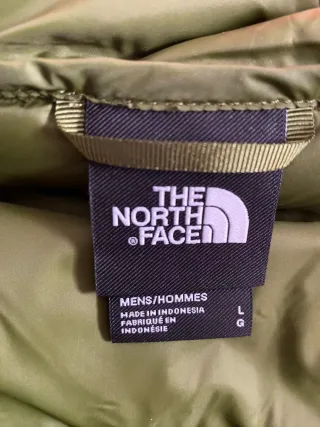 THE
NORTH
® FACE
MENS/HOMMES
MADE IN INDONESIA L
FABRIQUÉ EN G
INDONÉSIE